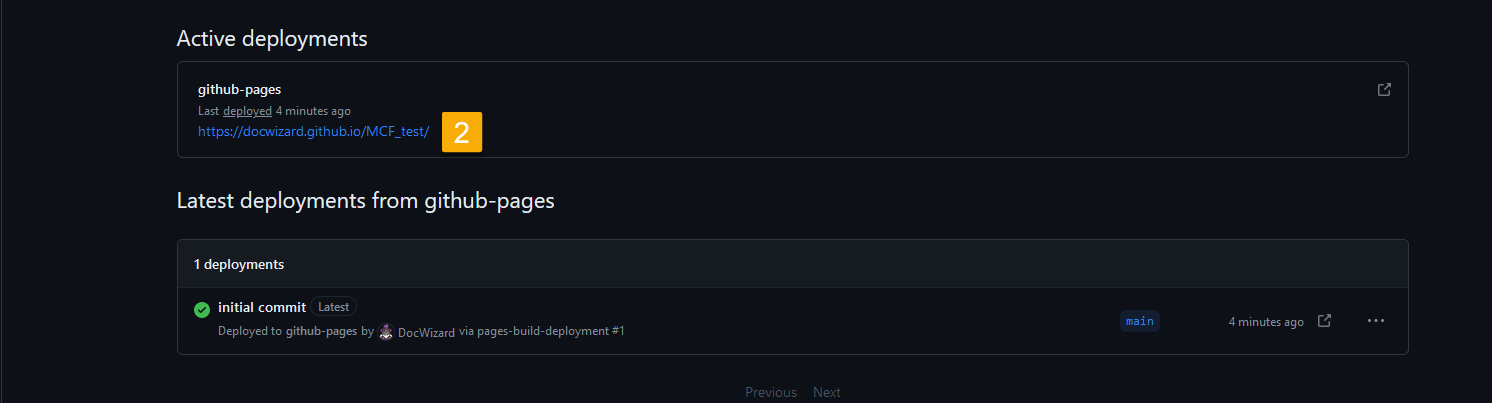 Active deployments
github-pages
Last deployed 4 minutes ago
https://docwizard.github.io/MCF_test/
2
Latest deployments from github-pages
1 deployments
initial commit Latest
Deployed to github-pages by DocWizard via pages-build-deployment #1
main
4 minutes ago
Previous Next